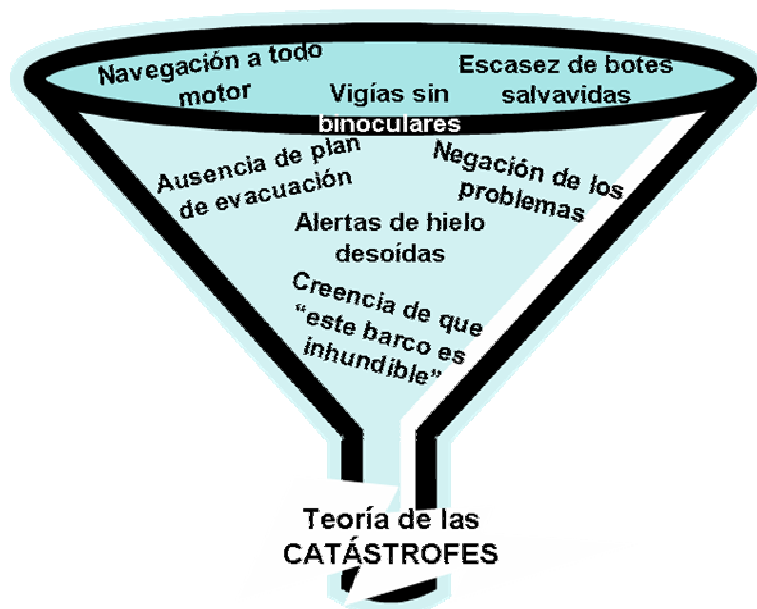 Navegación a todo
motor
Vigías sin
binoculares
Escasez de botes
salvavidas
Ausencia de plan
de evacuación
Negación de los
problemas
Alertas de hielo
desoídas
Creencia de que
“este barco es
inhundible”
Teoría de las
CATÁSTROFES